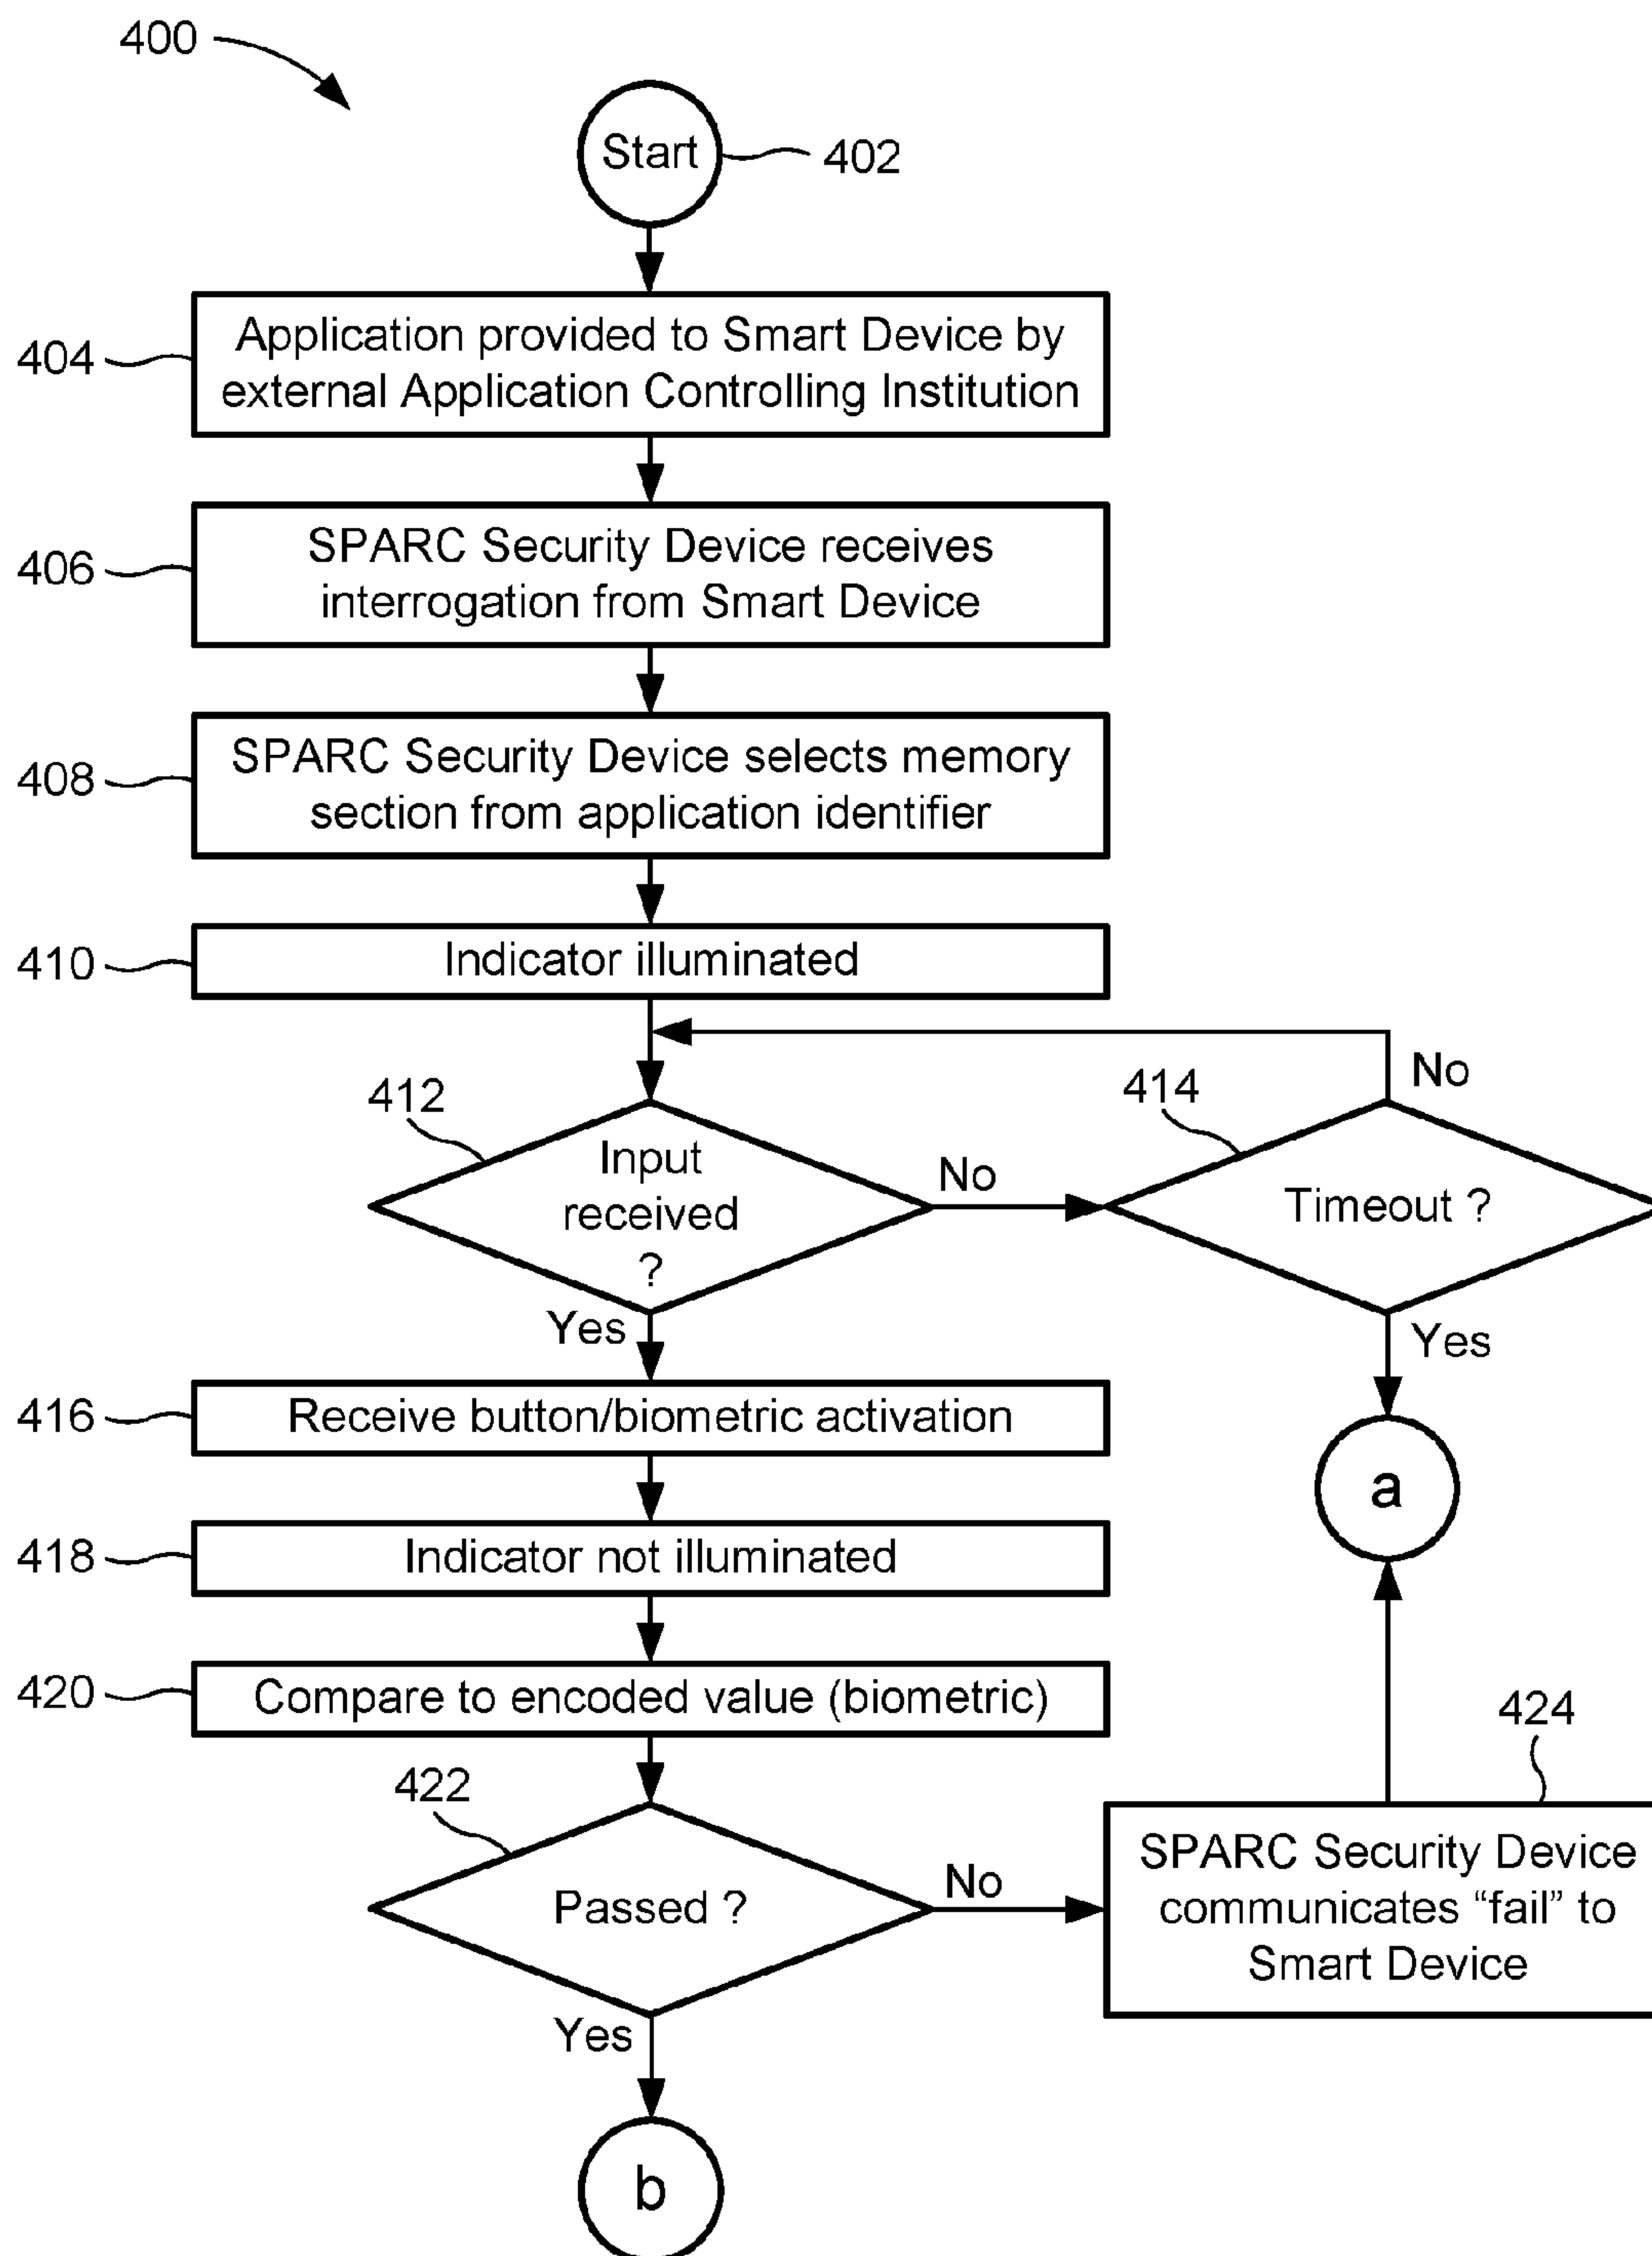 400
Start
402
404
Application provided to Smart Device by
external Application Controlling Institution
406
SPARC Security Device receives
interrogation from Smart Device
408
SPARC Security Device selects memory
section from application identifier
410
Indicator illuminated
412
Input
received
?
No
414
Timeout ?
No
Yes
Yes
416
Receive button/biometric activation
a
418
Indicator not illuminated
420
Compare to encoded value (biometric)
422
Passed ?
No
424
SPARC Security Device
communicates “fail” to
Smart Device
Yes
b